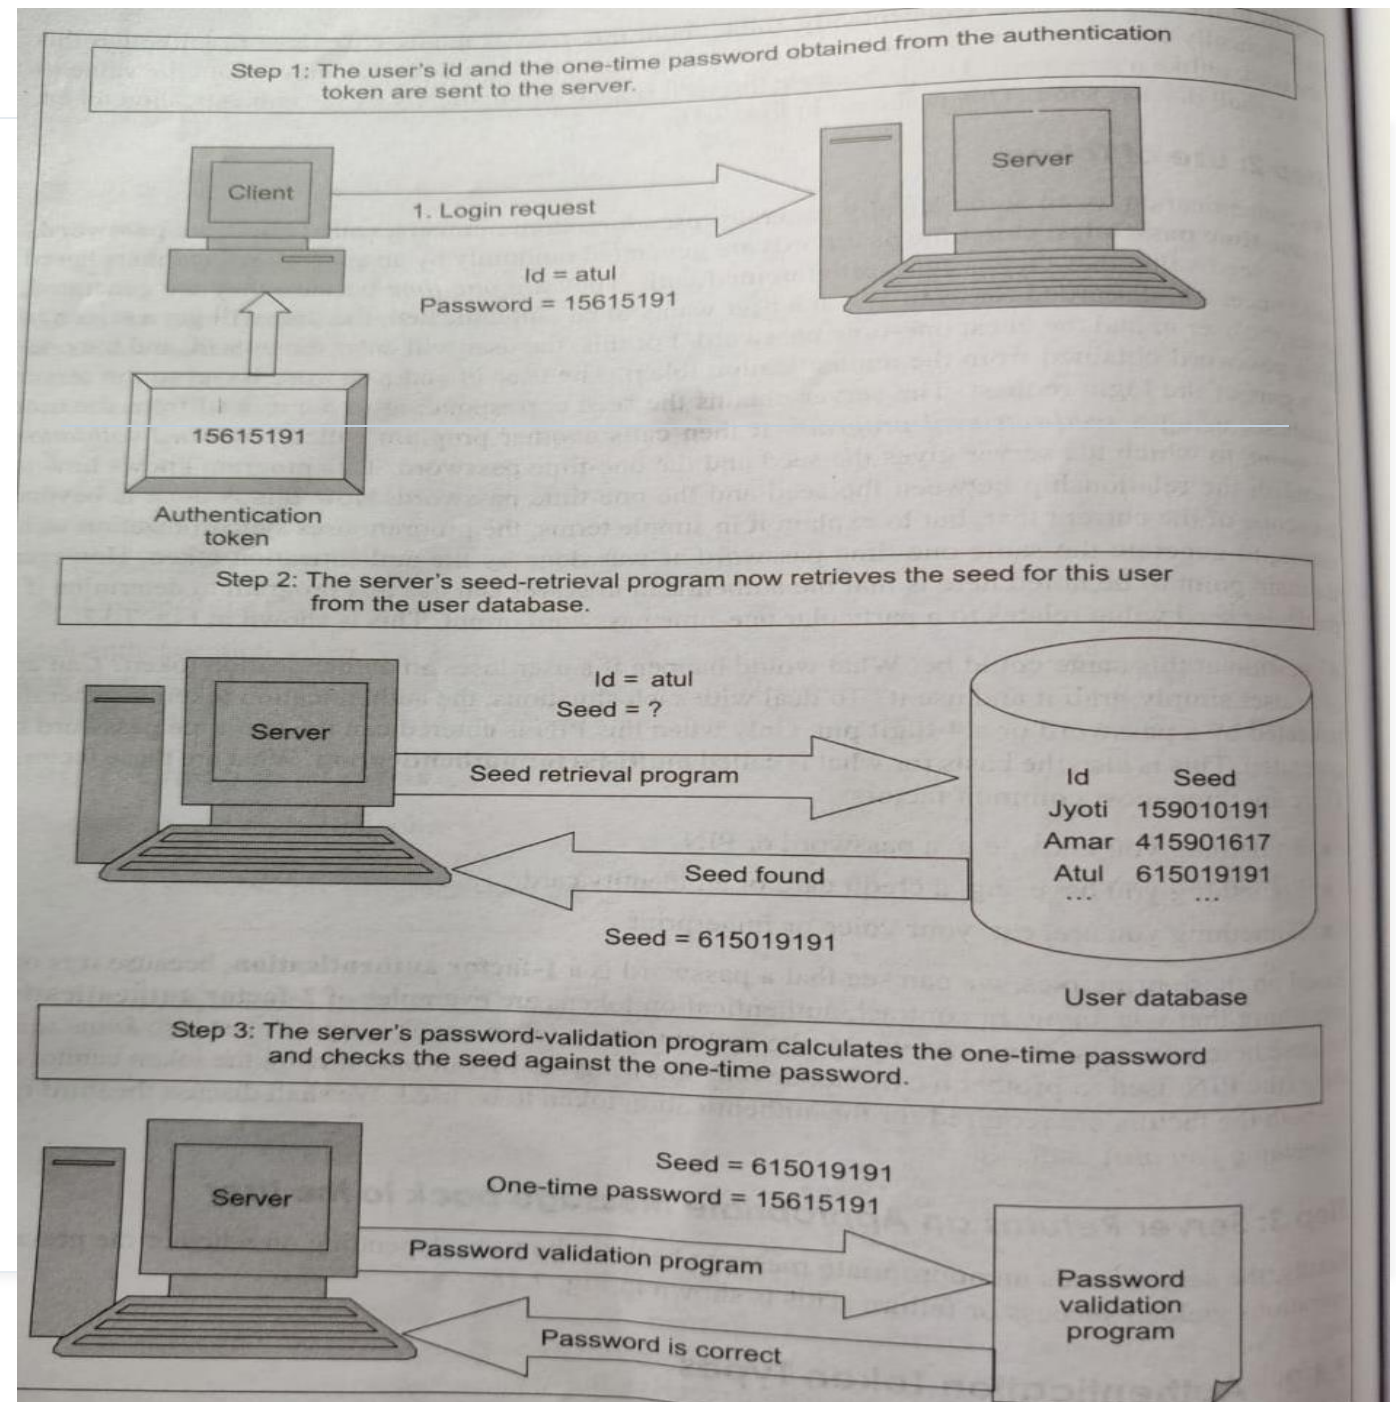 Step 1: The user's id and the one-time password obtained from the authentication
token are sent to the server.
Client
Server
1. Login request
Id = atul
Password = 15615191
15615191
Authentication
token
Step 2: The server's seed-retrieval program now retrieves the seed for this user
from the user database.
Id = atul
Seed = ?
Server
Seed retrieval program
Id Seed
Jyoti 159010191
Amar 415901617
Atul 615019191
... ...
Seed found
Seed = 615019191
User database
Step 3: The server's password-validation program calculates the one-time password
and checks the seed against the one-time password.
Seed = 615019191
One-time password = 15615191
Server
Password validation program
Password
validation
program
Password is correct